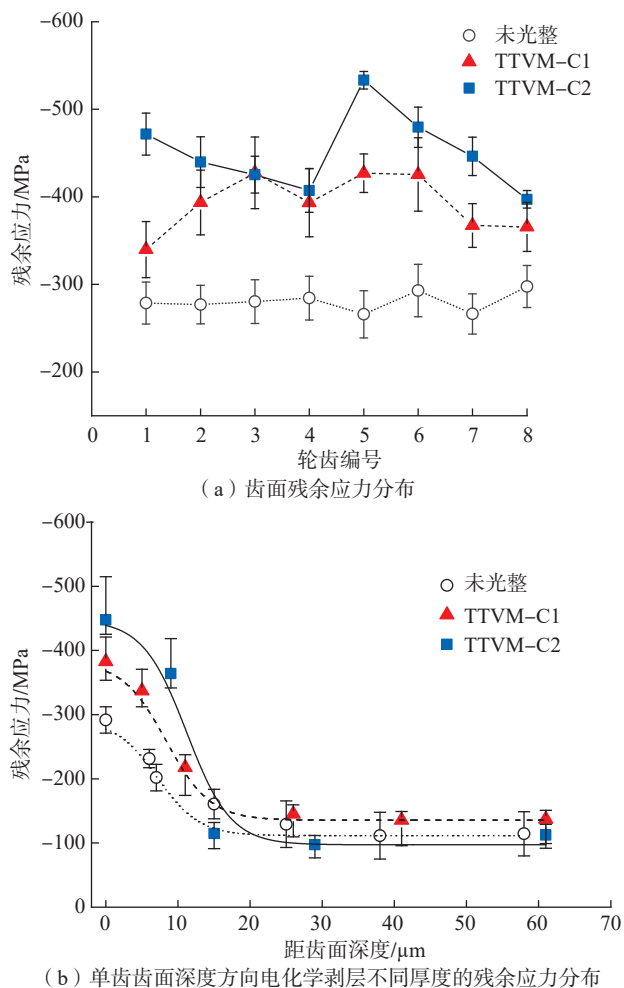 -600
-500
-400
-300
-200
残余应力/MPa
未光整
TTVM-C1
TTVM-C2
0 1 2 3 4 5 6 7 8
轮齿编号
（a）齿面残余应力分布
-600
-500
-400
-300
-200
-100
0
残余应力/MPa
未光整
TTVM-C1
TTVM-C2
0 10 20 30 40 50 60 70
距齿面深度/μm
（b）单齿齿面深度方向电化学剥层不同厚度的残余应力分布